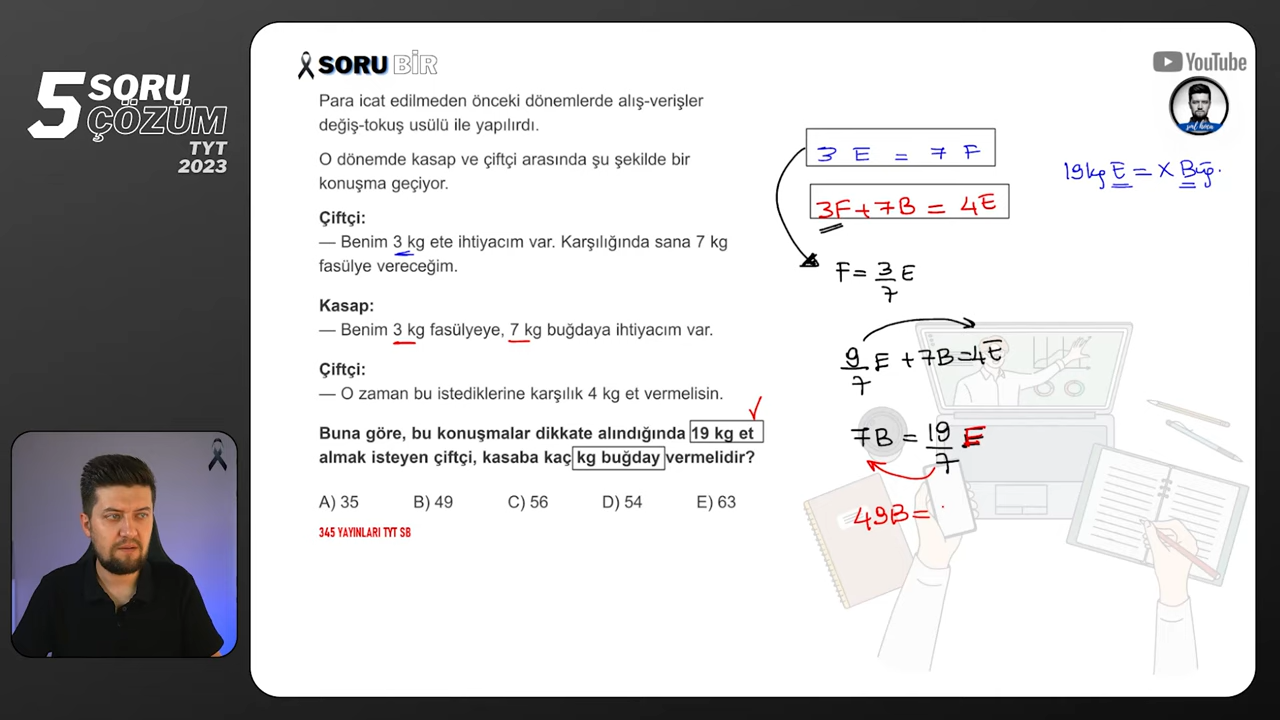 5 SORU
ÇÖZÜM
TYT
2023
SORU BİR
YouTube
Para icat edilmeden önceki dönemlerde alış-verişler
değiş-tokuş usülü ile yapılırdı.
O dönemde kasap ve çiftçi arasında şu şekilde bir
konuşma geçiyor.
Çiftçi:
— Benim 3 kg ete ihtiyacım var. Karşılığında sana 7 kg
fasülye vereceğim.
Kasap:
— Benim 3 kg fasülyeye, 7 kg buğdaya ihtiyacım var.
Çiftçi:
— O zaman bu istediklerine karşılık 4 kg et vermelisin.
Buna göre, bu konuşmalar dikkate alındığında 19 kg et
almak isteyen çiftçi, kasaba kaç kg buğday vermelidir?
A) 35 B) 49 C) 56 D) 54 E) 63
345 YAYINLARI TYT SB
3 E = 7 F
3F + 7B = 4E
F = 3/7 E
9/7 E + 7B = 4E
7B = 19/7 E
49B =
19 kg E = x Buğ.